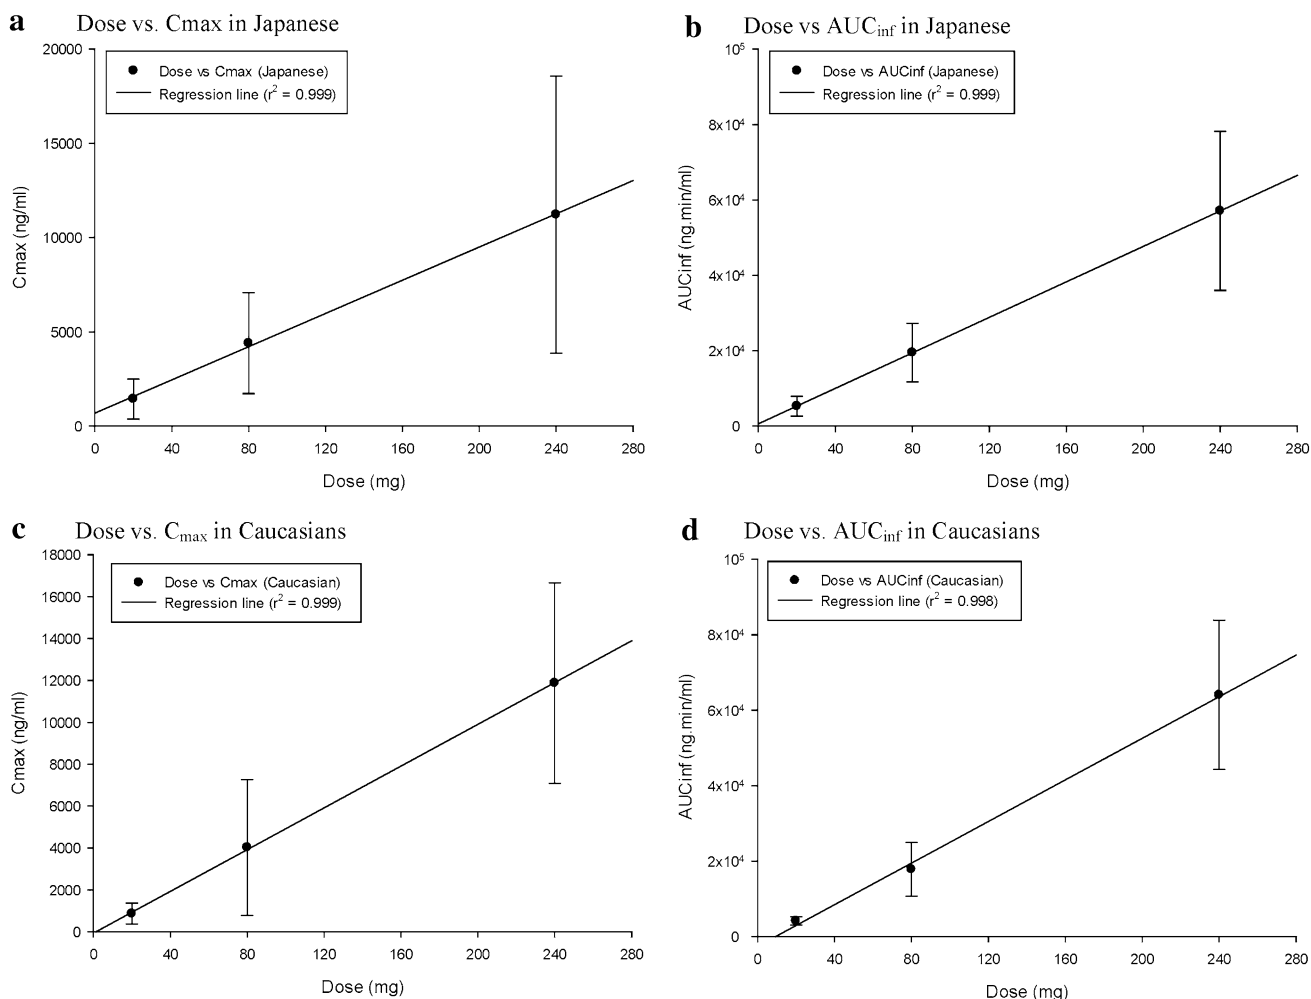 a Dose vs. Cmax in Japanese
20000
15000
10000
5000
0
Cmax (ng/ml)
Dose vs Cmax (Japanese)
Regression line (r² = 0.999)
0 40 80 120 160 200 240 280
Dose (mg)
b Dose vs AUCinf in Japanese
10⁵
8x10⁴
6x10⁴
4x10⁴
2x10⁴
0
AUCinf (ng.min/ml)
Dose vs AUCinf (Japanese)
Regression line (r² = 0.999)
0 40 80 120 160 200 240 280
Dose (mg)
c Dose vs. Cmax in Caucasians
18000
16000
14000
12000
10000
8000
6000
4000
2000
0
Cmax (ng/ml)
Dose vs Cmax (Caucasian)
Regression line (r² = 0.999)
0 40 80 120 160 200 240 280
Dose (mg)
d Dose vs. AUCinf in Caucasians
10⁵
8x10⁴
6x10⁴
4x10⁴
2x10⁴
0
AUCinf (ng.min/ml)
Dose vs AUCinf (Caucasian)
Regression line (r² = 0.998)
0 40 80 120 160 200 240 280
Dose (mg)